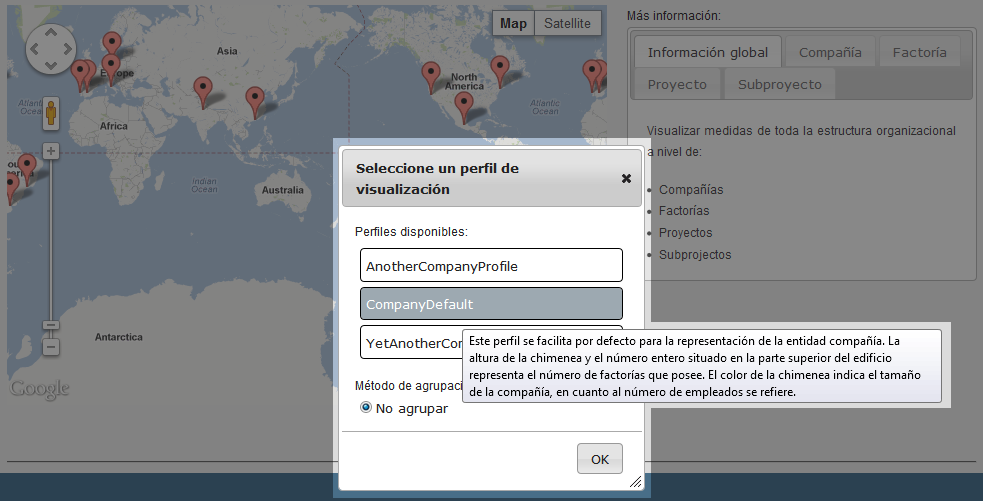 Map Satellite
Asia
Europe
North
America
Atlantic
Ocean
Atlantic
Ocean
Africa
Indian
Ocean
Australia
Antarctica
Google
Más información:
Información global Compañía Factoría
Proyecto Subproyecto
Visualizar medidas de toda la estructura organizacional
a nivel de:
Compañías
Factorías
Proyectos
Subprojectos
Seleccione un perfil de
visualización
Perfiles disponibles:
AnotherCompanyProfile
CompanyDefault
YetAnotherCor
Este perfil se facilita por defecto para la representación de la entidad compañía. La
altura de la chimenea y el número entero situado en la parte superior del edificio
representa el número de factorías que posee. El color de la chimenea indica el tamaño
de la compañía, en cuanto al número de empleados se refiere.
Método de agrupaci
No agrupar
OK